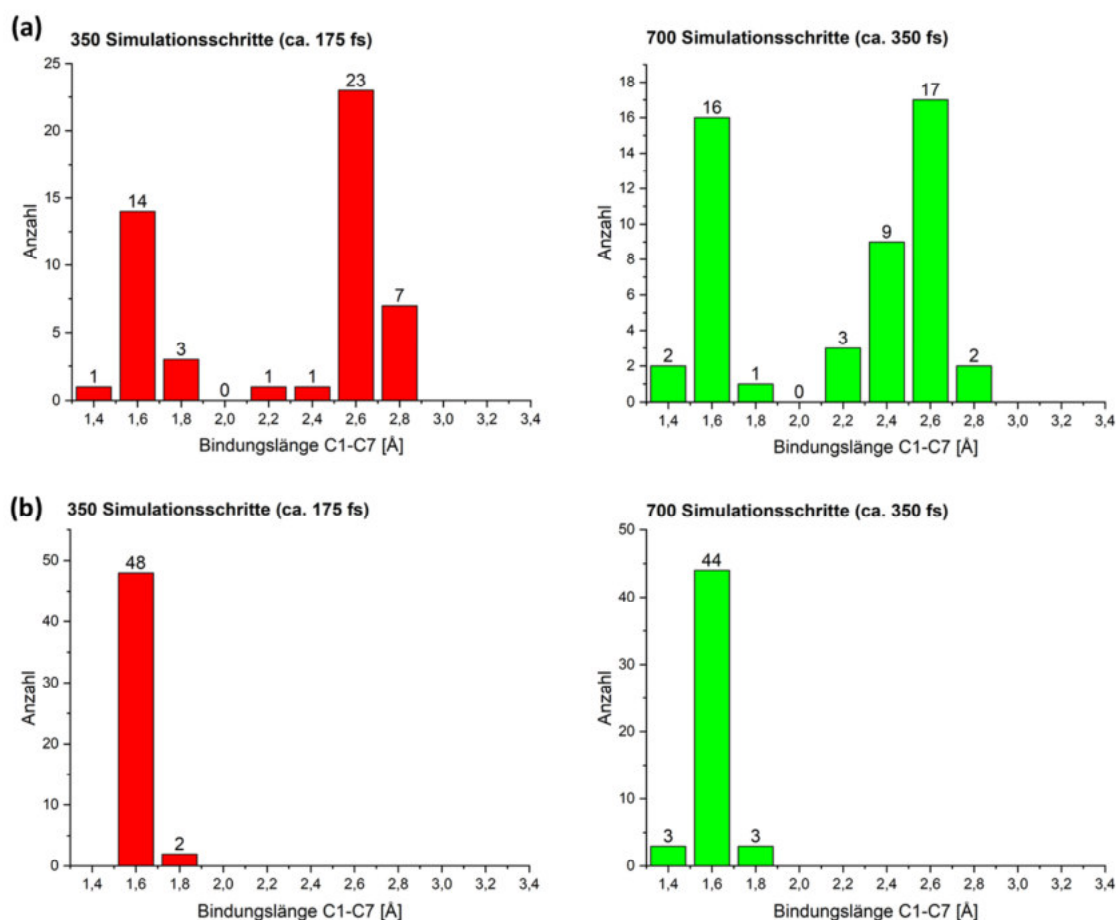 (a)
350 Simulationsschritte (ca. 175 fs)
25
20
15
10
5
0
Anzahl
1
14
3
0
1
1
23
7
1,4 1,6 1,8 2,0 2,2 2,4 2,6 2,8 3,0 3,2 3,4
Bindungslänge C1-C7 [Å]
700 Simulationsschritte (ca. 350 fs)
18
16
14
12
10
8
6
4
2
0
Anzahl
2
16
1
0
3
9
17
2
1,4 1,6 1,8 2,0 2,2 2,4 2,6 2,8 3,0 3,2 3,4
Bindungslänge C1-C7 [Å]
(b)
350 Simulationsschritte (ca. 175 fs)
50
40
30
20
10
0
Anzahl
48
2
1,4 1,6 1,8 2,0 2,2 2,4 2,6 2,8 3,0 3,2 3,4
Bindungslänge C1-C7 [Å]
700 Simulationsschritte (ca. 350 fs)
50
40
30
20
10
0
Anzahl
3
44
3
1,4 1,6 1,8 2,0 2,2 2,4 2,6 2,8 3,0 3,2 3,4
Bindungslänge C1-C7 [Å]